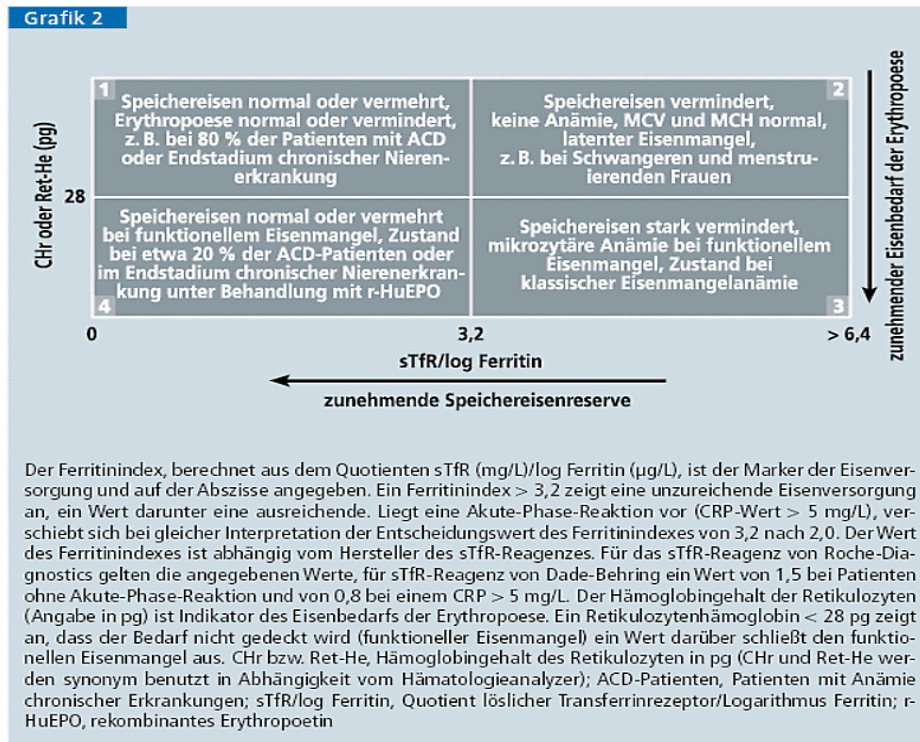 Grafik 2
1
Speichereisen normal oder vermehrt,
Erythropoese normal oder vermindert,
z. B. bei 80 % der Patienten mit ACD
oder Endstadium chronischer Nieren-
erkrankung
2
Speichereisen vermindert,
keine Anämie, MCV und MCH normal,
latenter Eisenmangel,
z. B. bei Schwangeren und menstru-
ierenden Frauen
CHr oder Ret-He (pg)
28
Speichereisen normal oder vermehrt
bei funktionellem Eisenmangel, Zustand
bei etwa 20 % der ACD-Patienten oder
im Endstadium chronischer Nierenerkran-
kung unter Behandlung mit r-HuEPO
4
Speichereisen stark vermindert,
mikrozytäre Anämie bei funktionellem
Eisenmangel, Zustand bei
klassischer Eisenmangelanämie
3
zunehmender Eisenbedarf der Erythropoese
0
3,2
> 6,4
sTfR/log Ferritin
zunehmende Speichereisenreserve
Der Ferritinindex, berechnet aus dem Quotienten sTfR (mg/L)/log Ferritin (µg/L), ist der Marker der Eisenver-
sorgung und auf der Abszisse angegeben. Ein Ferritinindex > 3,2 zeigt eine unzureichende Eisenversorgung
an, ein Wert darunter eine ausreichende. Liegt eine Akute-Phase-Reaktion vor (CRP-Wert > 5 mg/L), ver-
schiebt sich bei gleicher Interpretation der Entscheidungswert des Ferritinindexes von 3,2 nach 2,0. Der Wert
des Ferritinindexes ist abhängig vom Hersteller des sTfR-Reagenzes. Für das sTfR-Reagenz von Roche-Dia-
gnostics gelten die angegebenen Werte, für sTfR-Reagenz von Dade-Behring ein Wert von 1,5 bei Patienten
ohne Akute-Phase-Reaktion und von 0,8 bei einem CRP > 5 mg/L. Der Hämoglobingehalt der Retikulozyten
(Angabe in pg) ist Indikator des Eisenbedarfs der Erythropoese. Ein Retikulozytenhämoglobin < 28 pg zeigt
an, dass der Bedarf nicht gedeckt wird (funktioneller Eisenmangel) ein Wert darüber schließt den funktio-
nellen Eisenmangel aus. CHr bzw. Ret-He, Hämoglobingehalt des Retikulozyten in pg (CHr und Ret-He wer-
den synonym benutzt in Abhängigkeit vom Hämatologieanalyzer); ACD-Patienten, Patienten mit Anämie
chronischer Erkrankungen; sTfR/log Ferritin, Quotient löslicher Transferrinrezeptor/Logarithmus Ferritin; r-
HuEPO, rekombinantes Erythropoetin